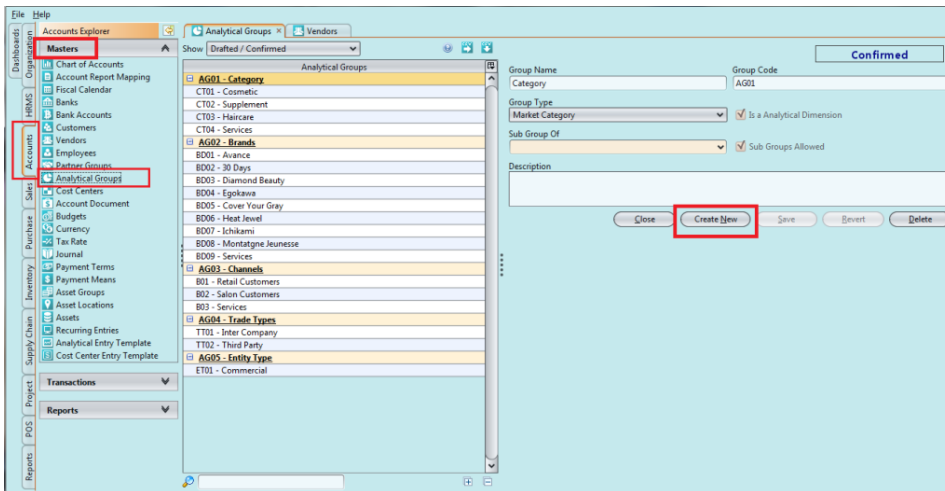 File Help
Dashboards
Organization
HRMS
Accounts
Sales
Purchase
Inventory
Supply Chain
Project
POS
Reports
Accounts Explorer
Masters
Chart of Accounts
Account Report Mapping
Fiscal Calendar
Banks
Bank Accounts
Customers
Vendors
Employees
Partner Groups
Analytical Groups
Cost Centers
Account Document
Budgets
Currency
Tax Rate
Journal
Payment Terms
Payment Means
Asset Groups
Asset Locations
Assets
Recurring Entries
Analytical Entry Template
Cost Center Entry Template
Transactions
Reports
Analytical Groups Vendors
Show Drafted / Confirmed
Analytical Groups
AG01 - Category
CT01 - Cosmetic
CT02 - Supplement
CT03 - Haircare
CT04 - Services
AG02 - Brands
BD01 - Avance
BD02 - 30 Days
BD03 - Diamond Beauty
BD04 - Egokawa
BD05 - Cover Your Gray
BD06 - Heat Jewel
BD07 - Ichikami
BD08 - Montatgne Jeunesse
BD09 - Services
AG03 - Channels
B01 - Retail Customers
B02 - Salon Customers
B03 - Services
AG04 - Trade Types
TT01 - Inter Company
TT02 - Third Party
AG05 - Entity Type
ET01 - Commercial
Confirmed
Group Name Group Code
Category AG01
Group Type
Market Category Is a Analytical Dimension
Sub Group Of
Sub Groups Allowed
Description
Close Create New Save Revert Delete